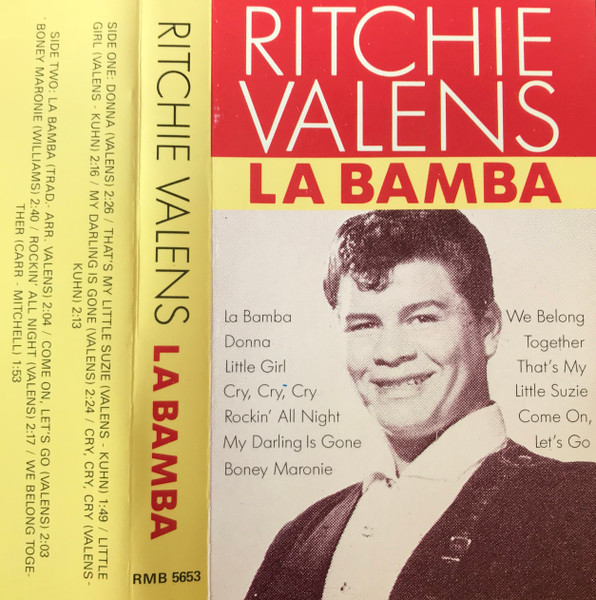 SIDE ONE: DONNA (VALENS) 2:26 / THAT'S MY LITTLE SUZIE (VALENS - KUHN) 1:49 / LITTLE
GIRL (VALENS - KUHN) 2:16 / MY DARLING IS GONE (VALENS) 2:24 / CRY, CRY, CRY (VALENS -
KUHN) 2:13
SIDE TWO: LA BAMBA (TRAD. - ARR. VALENS) 2:04 / COME ON, LET'S GO (VALENS) 2:03
- BONEY MARONIE (WILLIAMS) 2:40 / ROCKIN' ALL NIGHT (VALENS) 2:17 / WE BELONG TOGE-
THER (CARR - MITCHELL) 1:53
RITCHIE VALENS LA BAMBA
RMB 5653
RITCHIE
VALENS
LA BAMBA
La Bamba
Donna
Little Girl
Cry, Cry, Cry
Rockin' All Night
My Darling Is Gone
Boney Maronie
We Belong
Together
That's My
Little Suzie
Come On,
Let's Go